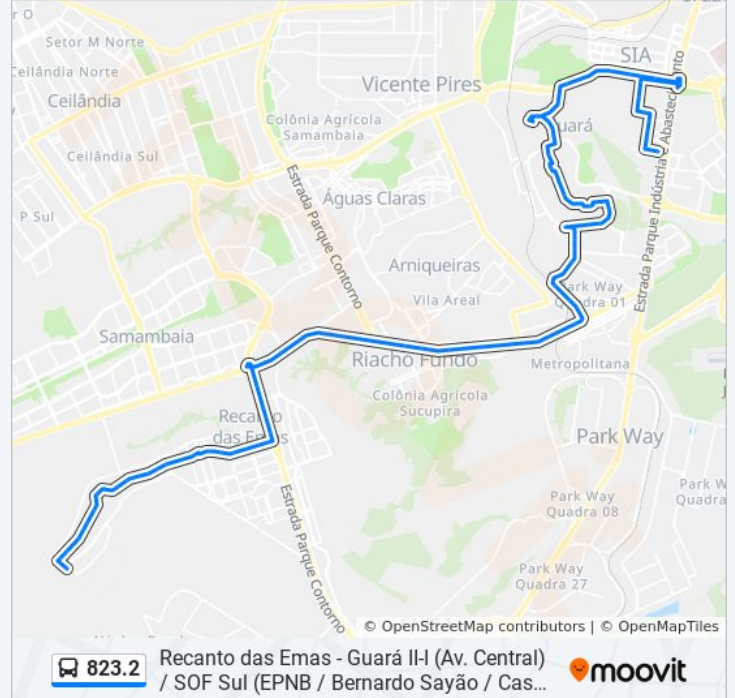 Setor M Norte
SIA
Ceilândia Norte
Vicente Pires
Ceilândia
Colônia Agrícola
Samambaia
Guará
Ceilândia Sul
Estrada Parque Contorno
Águas Claras
P Sul
Estrada Parque Indústria e Abastecimento
Arniqueiras
Vila Areal
Park Way
Quadra 01
Samambaia
Riacho Fundo
Metropolitana
Colônia Agrícola
Sucupira
Recanto
das Emas
Park Way
Park Way
Quadra 08
Park W
Quadra
Estrada Parque Contorno
Park Way
Quadra 27
© OpenStreetMap contributors | © OpenMapTiles
823.2
Recanto das Emas - Guará II-I (Av. Central)
/ SOF Sul (EPNB / Bernardo Sayão / Cas...
moovit